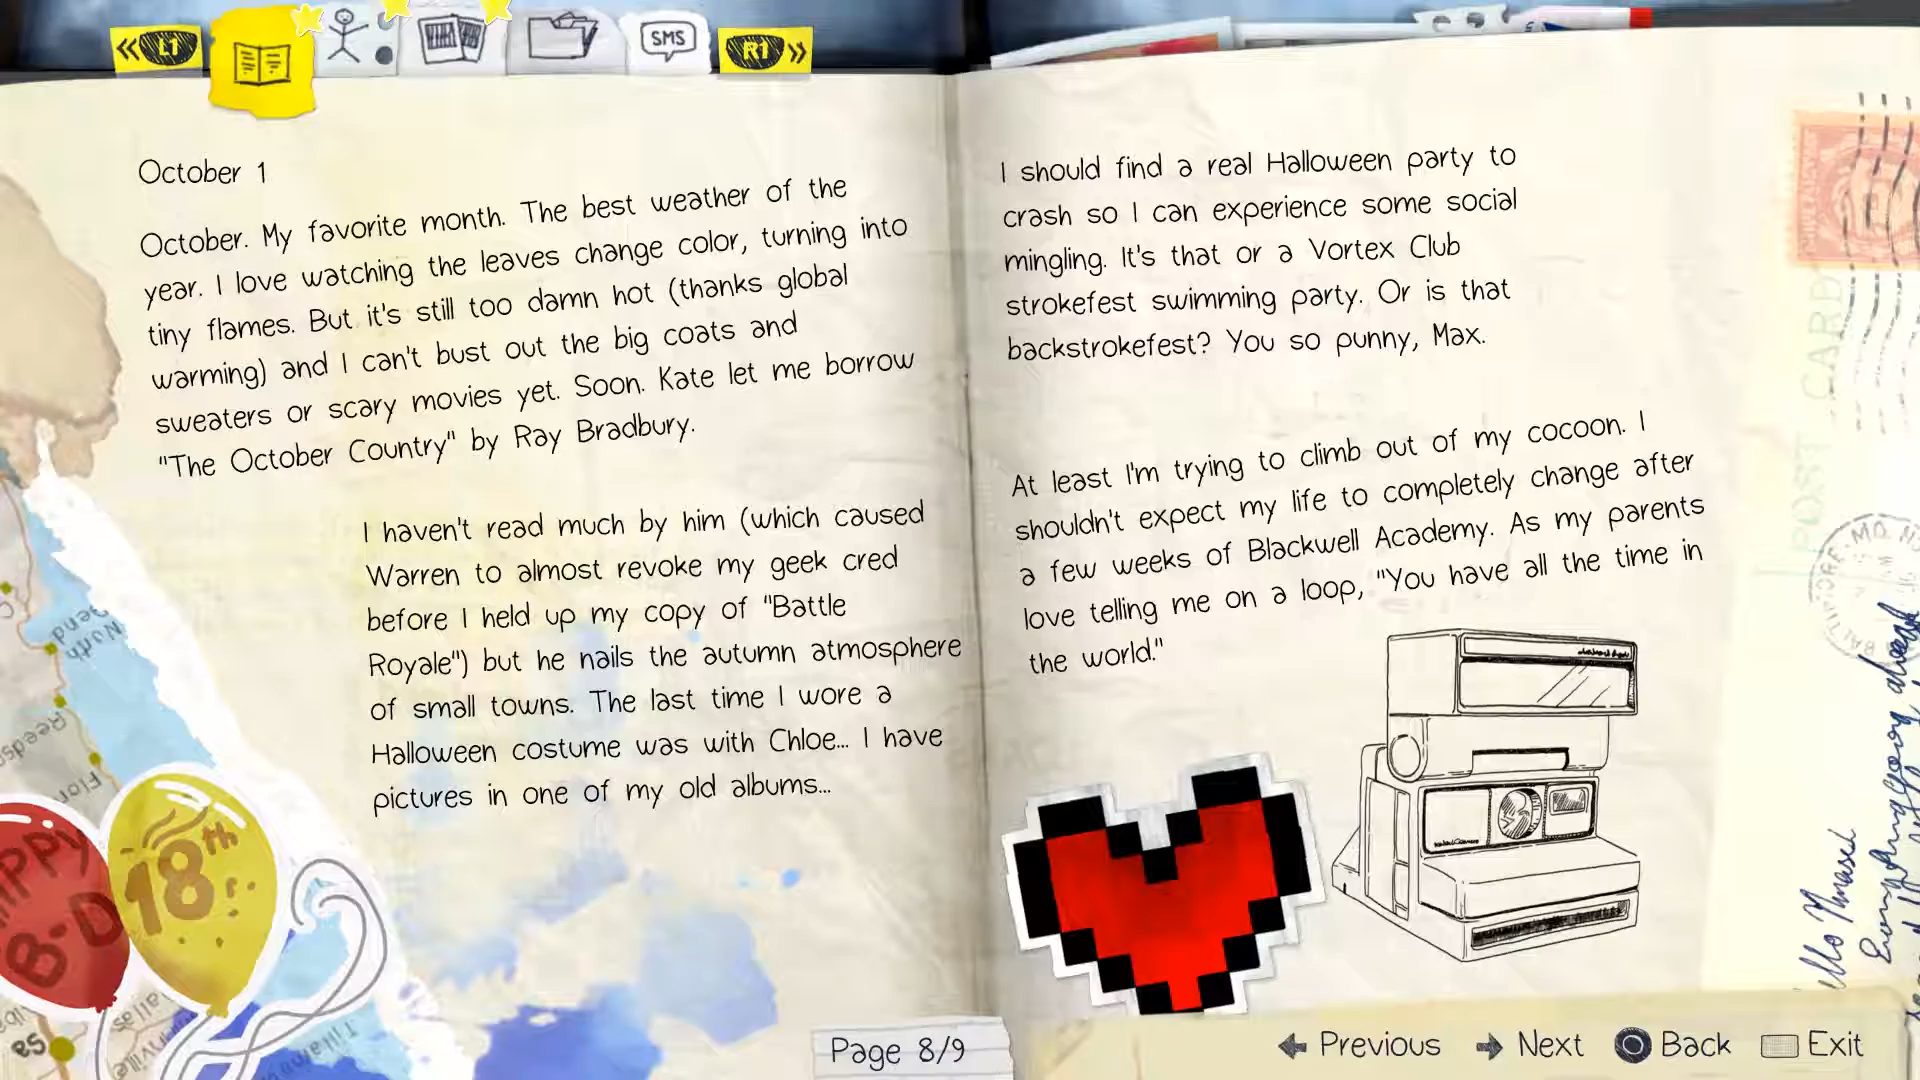 L1
SMS
R1
October 1
October. My favorite month. The best weather of the
year. I love watching the leaves change color, turning into
tiny flames. But it's still too damn hot (thanks global
warming) and I can't bust out the big coats and
sweaters or scary movies yet. Soon. Kate let me borrow
"The October Country" by Ray Bradbury.
I haven't read much by him (which caused
Warren to almost revoke my geek cred
before I held up my copy of "Battle
Royale") but he nails the autumn atmosphere
of small towns. The last time I wore a
Halloween costume was with Chloe... I have
pictures in one of my old albums...
I should find a real Halloween party to
crash so I can experience some social
mingling. It's that or a Vortex Club
strokefest swimming party. Or is that
backstrokefest? You so punny, Max.
At least I'm trying to climb out of my cocoon. I
shouldn't expect my life to completely change after
a few weeks of Blackwell Academy. As my parents
love telling me on a loop, "You have all the time in
the world."
North
Bend
18th
POST CARD
Page 8/9
Previous
Next
Back
Exit